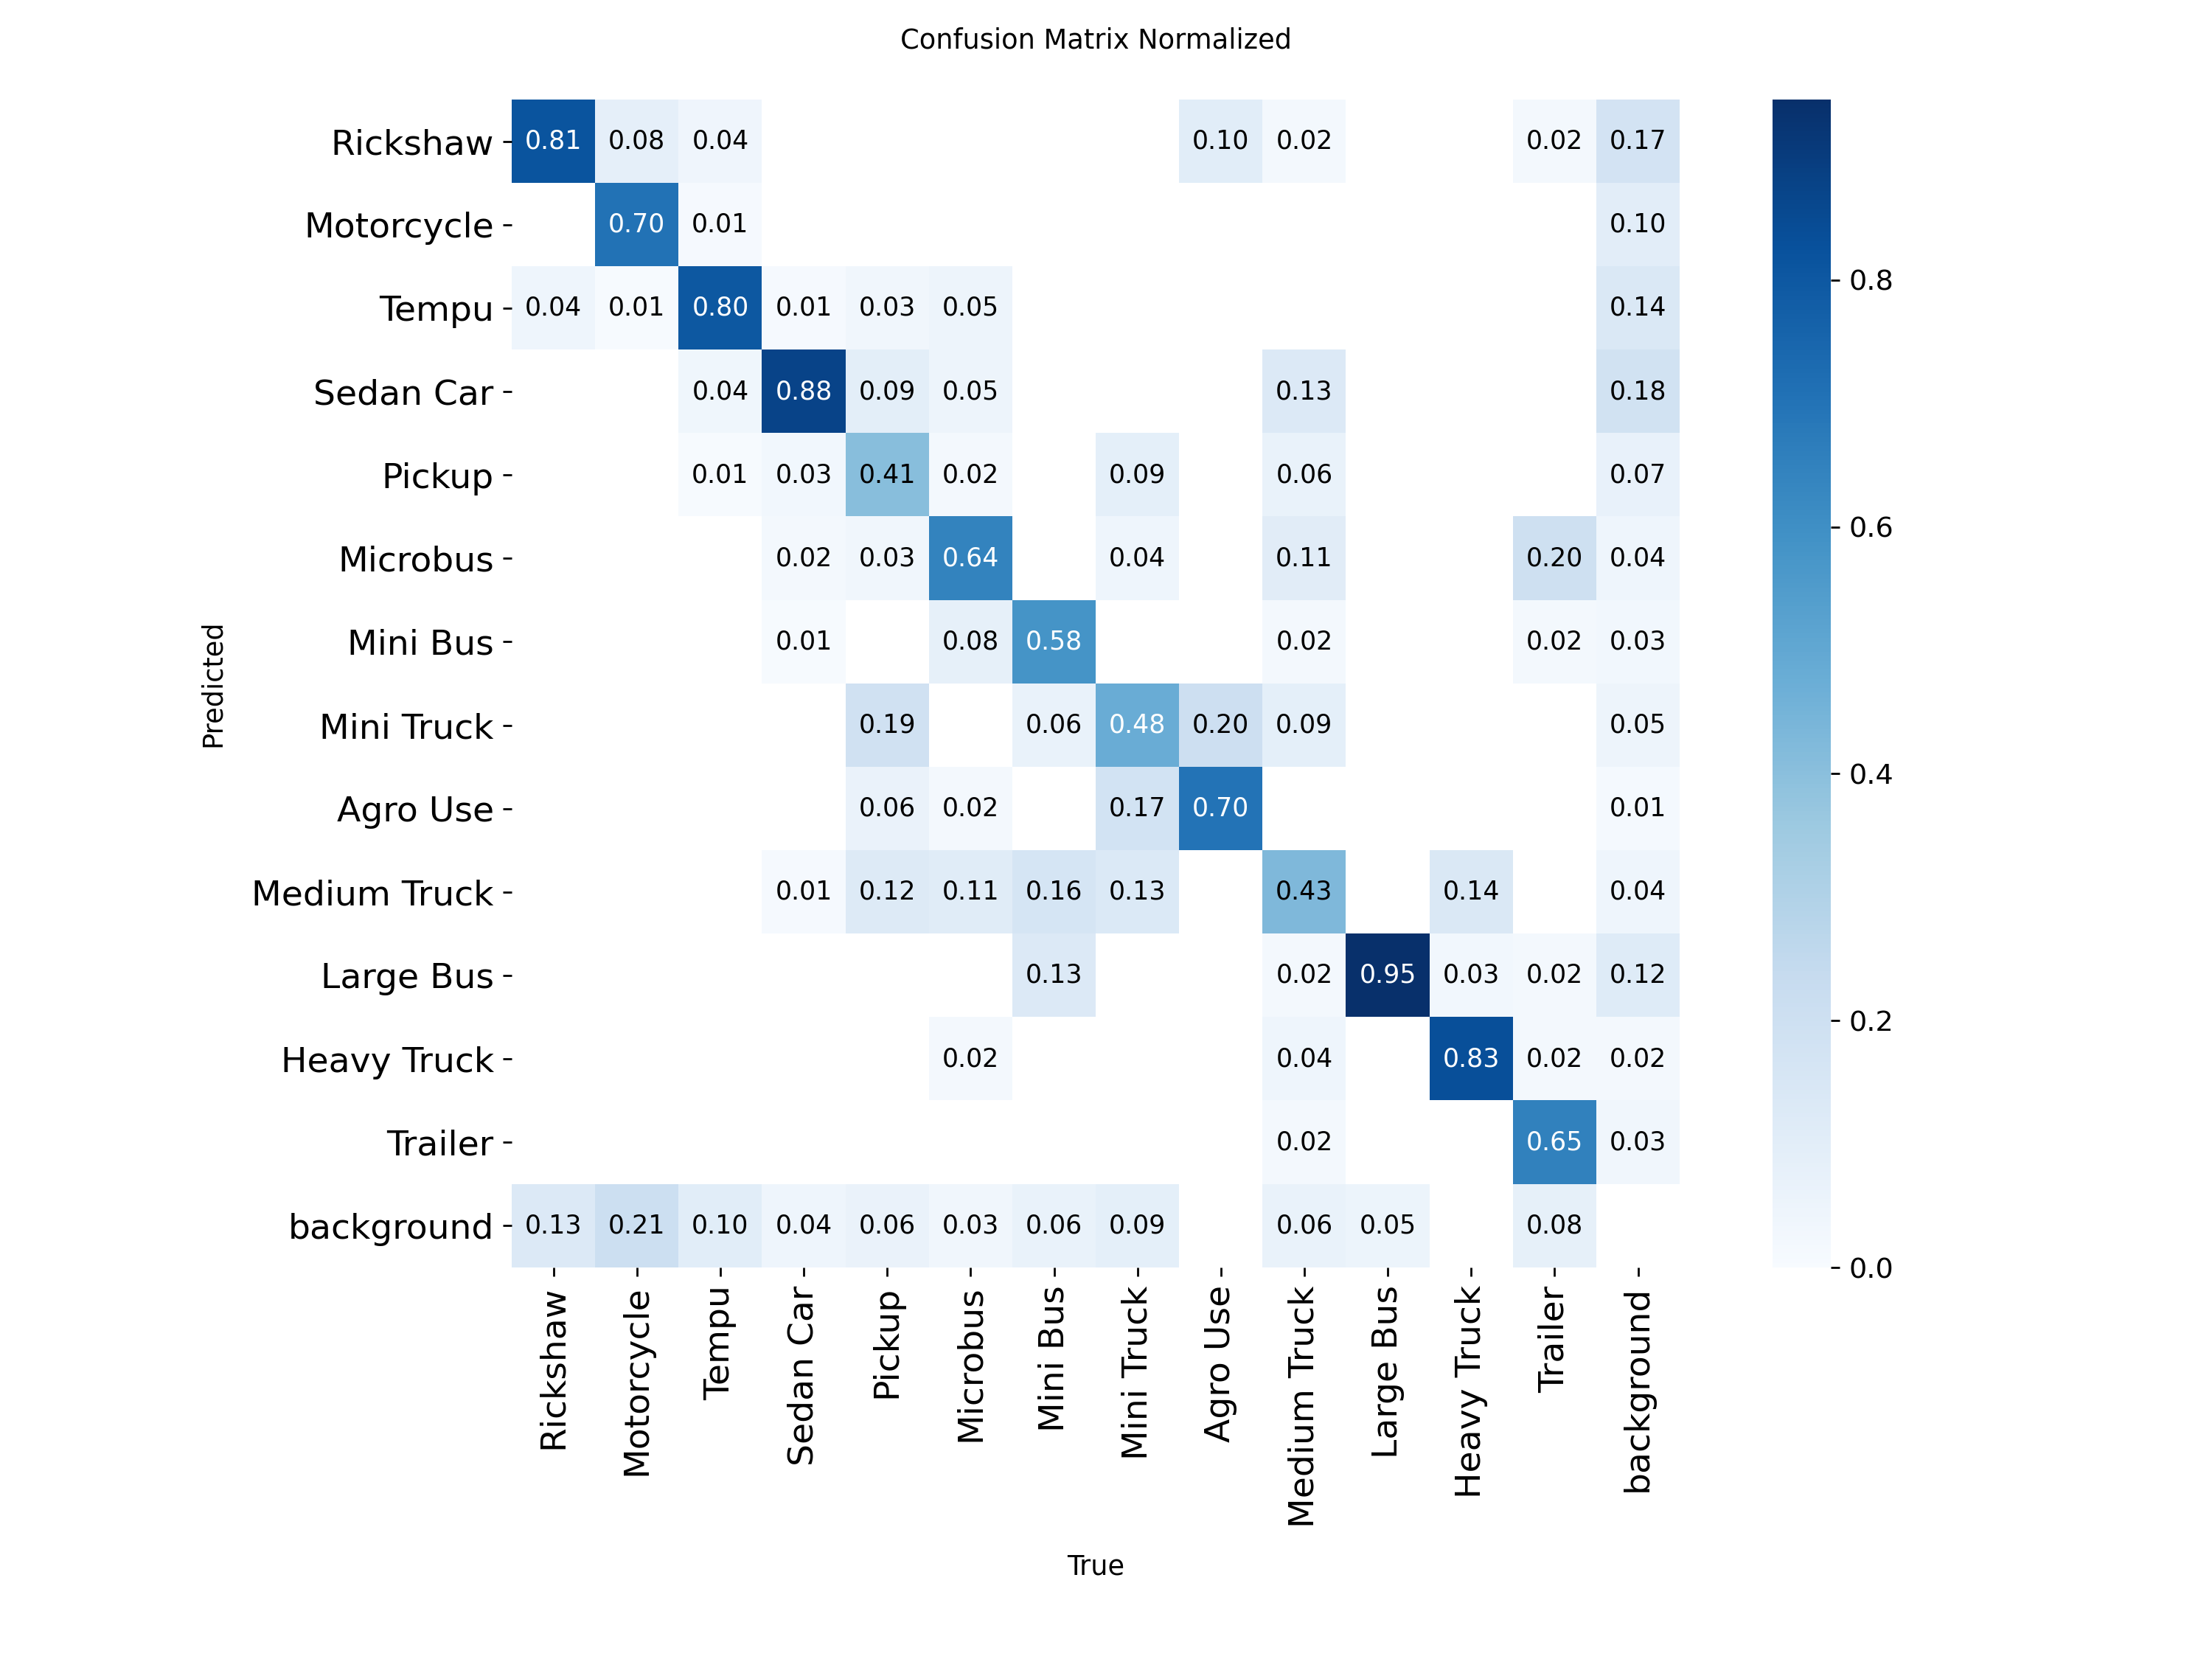 Confusion Matrix Normalized
Rickshaw 0.81 0.08 0.04 0.10 0.02 0.02 0.17
Motorcycle 0.70 0.01 0.10
Tempu 0.04 0.01 0.80 0.01 0.03 0.05 0.14
Sedan Car 0.04 0.88 0.09 0.05 0.13 0.18
Pickup 0.01 0.03 0.41 0.02 0.09 0.06 0.07
Microbus 0.02 0.03 0.64 0.04 0.11 0.20 0.04
Mini Bus 0.01 0.08 0.58 0.02 0.02 0.03
Mini Truck 0.19 0.06 0.48 0.20 0.09 0.05
Agro Use 0.06 0.02 0.17 0.70 0.01
Medium Truck 0.01 0.12 0.11 0.16 0.13 0.43 0.14 0.04
Large Bus 0.13 0.02 0.95 0.03 0.02 0.12
Heavy Truck 0.02 0.04 0.83 0.02 0.02
Trailer 0.02 0.65 0.03
background 0.13 0.21 0.10 0.04 0.06 0.03 0.06 0.09 0.06 0.05 0.08
Rickshaw
Motorcycle
Tempu
Sedan Car
Pickup
Microbus
Mini Bus
Mini Truck
Agro Use
Medium Truck
Large Bus
Heavy Truck
Trailer
background
True
Predicted
0.8
0.6
0.4
0.2
0.0